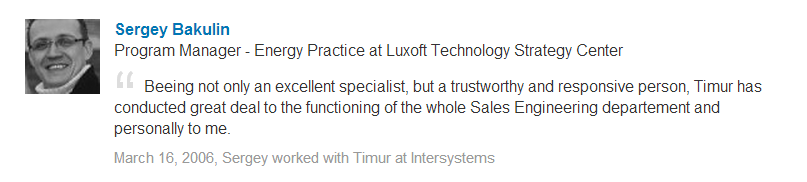 Sergey Bakulin
Program Manager - Energy Practice at Luxoft Technology Strategy Center
“ Beeing not only an excellent specialist, but a trustworthy and responsive person, Timur has
conducted great deal to the functioning of the whole Sales Engineering departement and
personally to me.
March 16, 2006, Sergey worked with Timur at Intersystems